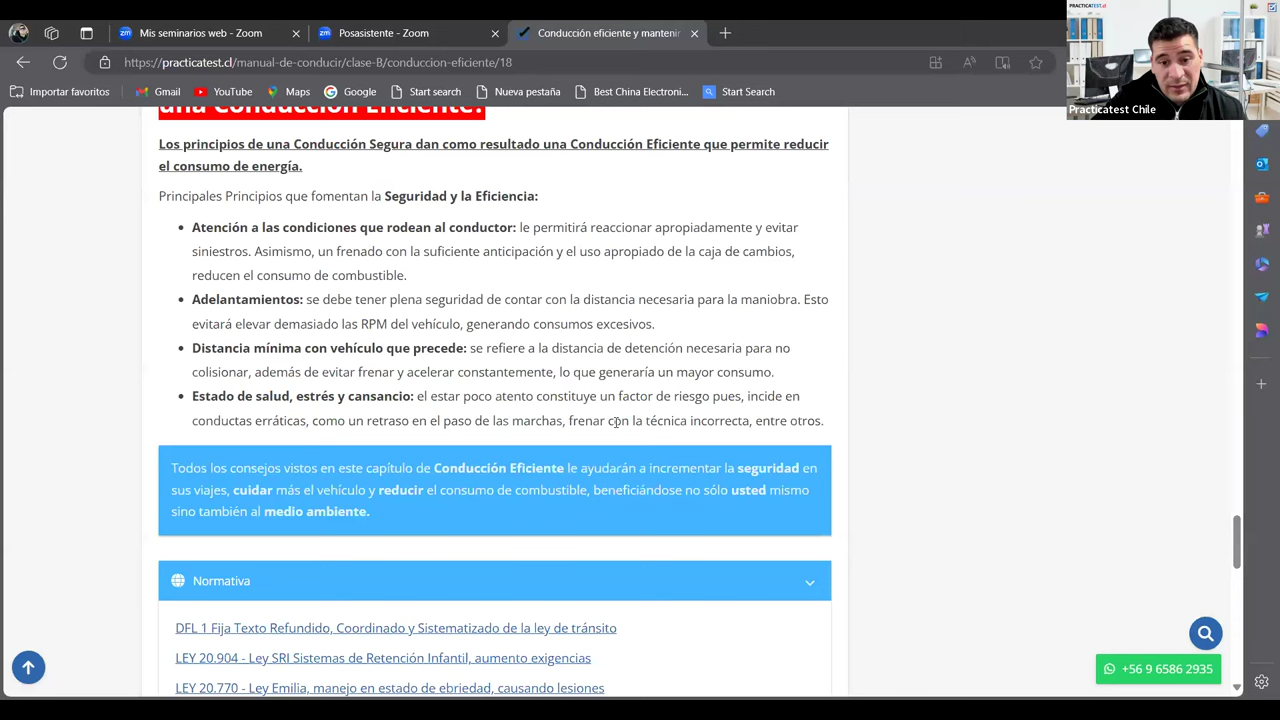 PRACTICATEST.cl
Mis seminarios web - Zoom
Posasistente - Zoom
Conducción eficiente y mantenir
https://practicatest.cl/manual-de-conducir/clase-B/conduccion-eficiente/18
Importar favoritos
Gmail
YouTube
Maps
Google
Start search
Nueva pestaña
Best China Electroni...
Start Search
Practicatest Chile
una Conducción Eficiente?
Los principios de una Conducción Segura dan como resultado una Conducción Eficiente que permite reducir
el consumo de energía.
Principales Principios que fomentan la Seguridad y la Eficiencia:
Atención a las condiciones que rodean al conductor: le permitirá reaccionar apropiadamente y evitar
siniestros. Asimismo, un frenado con la suficiente anticipación y el uso apropiado de la caja de cambios,
reducen el consumo de combustible.
Adelantamientos: se debe tener plena seguridad de contar con la distancia necesaria para la maniobra. Esto
evitará elevar demasiado las RPM del vehículo, generando consumos excesivos.
Distancia mínima con vehículo que precede: se refiere a la distancia de detención necesaria para no
colisionar, además de evitar frenar y acelerar constantemente, lo que generaría un mayor consumo.
Estado de salud, estrés y cansancio: el estar poco atento constituye un factor de riesgo pues, incide en
conductas erráticas, como un retraso en el paso de las marchas, frenar con la técnica incorrecta, entre otros.
Todos los consejos vistos en este capítulo de Conducción Eficiente le ayudarán a incrementar la seguridad en
sus viajes, cuidar más el vehículo y reducir el consumo de combustible, beneficiándose no sólo usted mismo
sino también al medio ambiente.
Normativa
DFL 1 Fija Texto Refundido, Coordinado y Sistematizado de la ley de tránsito
LEY 20.904 - Ley SRI Sistemas de Retención Infantil, aumento exigencias
LEY 20.770 - Ley Emilia, manejo en estado de ebriedad, causando lesiones
+56 9 6586 2935